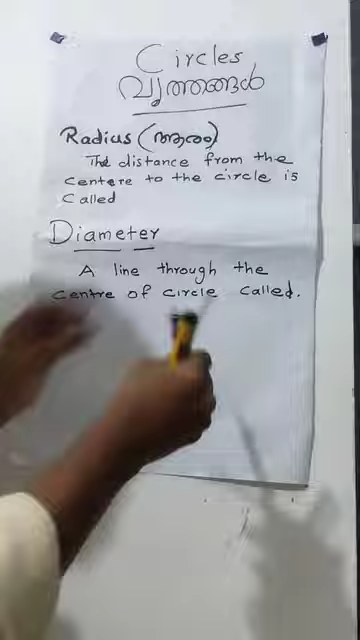 Circles
വൃത്തങ്ങൾ
Radius (ആരം)
The distance from the
centere to the circle is
Called
Diameter
A line through the
centre of circle called.